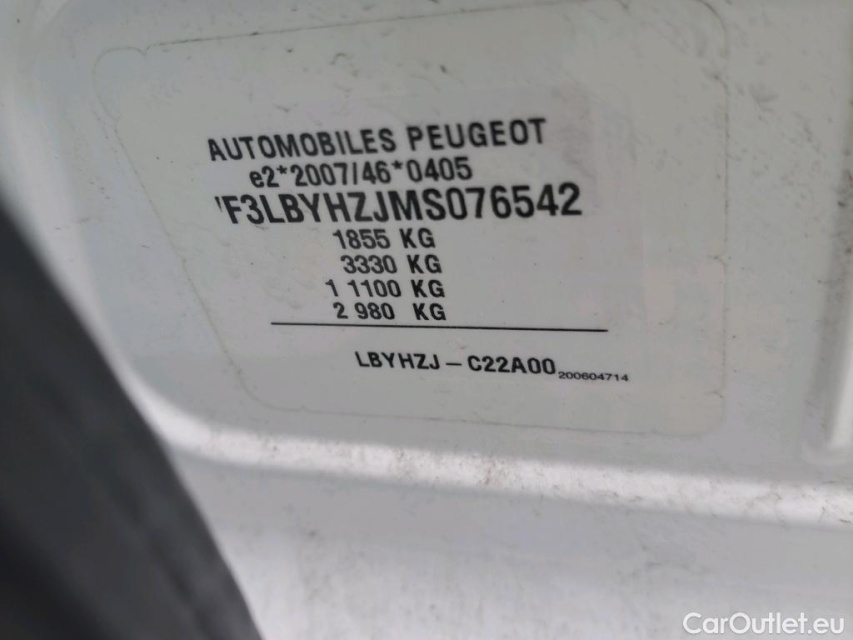 AUTOMOBILES PEUGEOT
e2*2007/46*0405
'F3LBYHZJMS076542
1855 KG
3330 KG
1 1100 KG
2 980 KG
LBYHZJ – C22A00 200604714
CarOutlet.eu